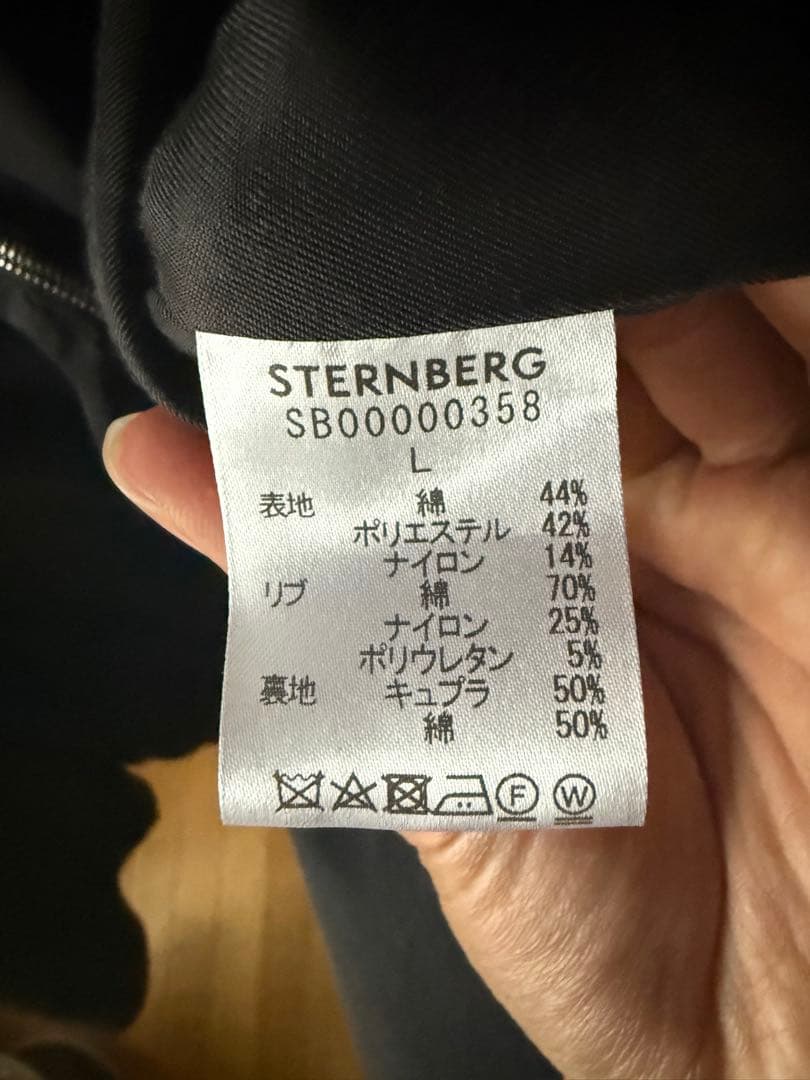 STERNBERG
SB00000358
L
表地 綿 44%
ポリエステル 42%
ナイロン 14%
リブ 綿 70%
ナイロン 25%
ポリウレタン 5%
裏地 キュプラ 50%
綿 50%
F W